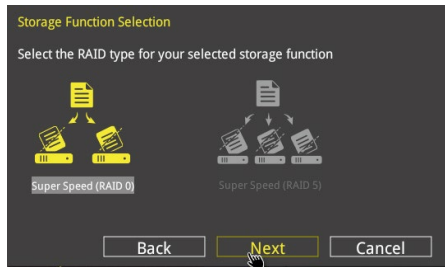 Storage Function Selection
Select the RAID type for your selected storage function
Super Speed (RAID 0)
Super Speed (RAID 5)
Back
Next
Cancel